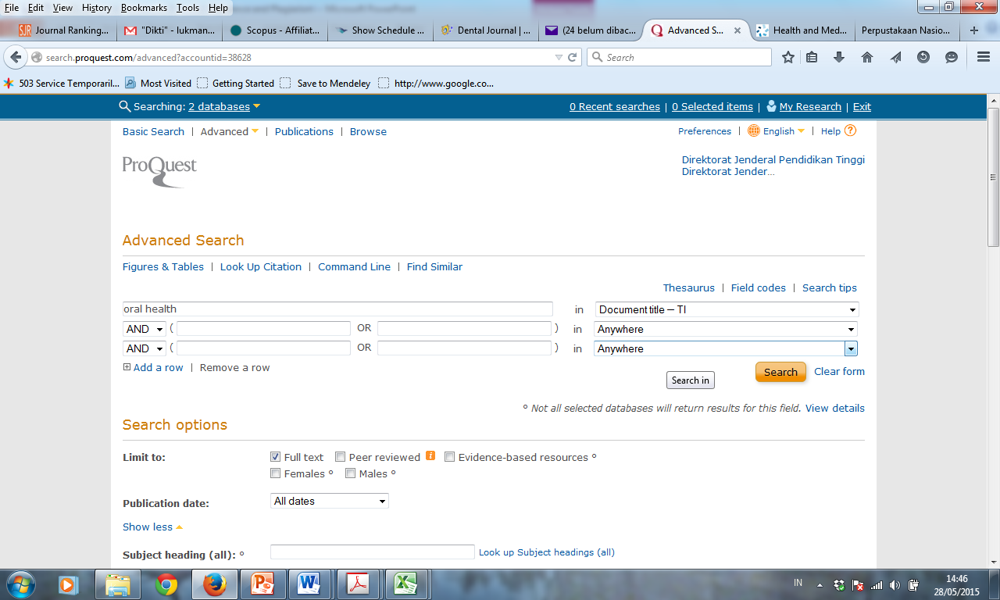 File Edit View History Bookmarks Tools Help
SJR Journal Ranking... "Dikti" - lukman... Scopus - Affiliat... Show Schedule ... Dental Journal | ... (24 belum dibac... Advanced S... × Health and Med... Perpustakaan Nasio... +
search.proquest.com/advanced?accountid=38628 Search
503 Service Temporaril... Most Visited Getting Started Save to Mendeley http://www.google.co...
Searching: 2 databases 0 Recent searches | 0 Selected items | My Research | Exit
Basic Search | Advanced | Publications | Browse Preferences | English | Help ?
ProQuest
Direktorat Jenderal Pendidikan Tinggi
Direktorat Jender...
Advanced Search
Figures & Tables | Look Up Citation | Command Line | Find Similar
Thesaurus | Field codes | Search tips
oral health in Document title — TI
AND ( OR ) in Anywhere
AND ( OR ) in Anywhere
Add a row | Remove a row Search Clear form
Search in
° Not all selected databases will return results for this field. View details
Search options
Limit to: Full text Peer reviewed i Evidence-based resources °
Females ° Males °
Publication date: All dates
Show less
Subject heading (all): ° Look up Subject headings (all)
IN 14:46
28/05/2015